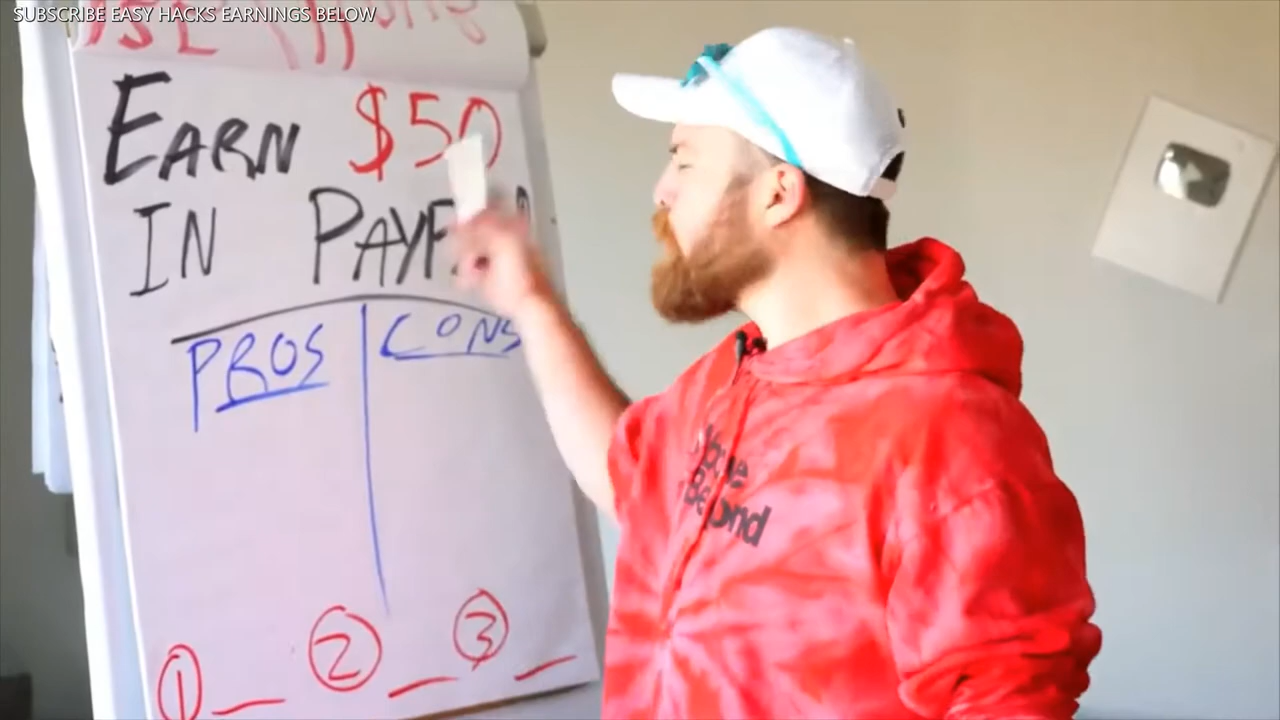 SUBSCRIBE EASY HACKS EARNINGS BELOW
EARN $50
IN
PROS CONS
1 2 3